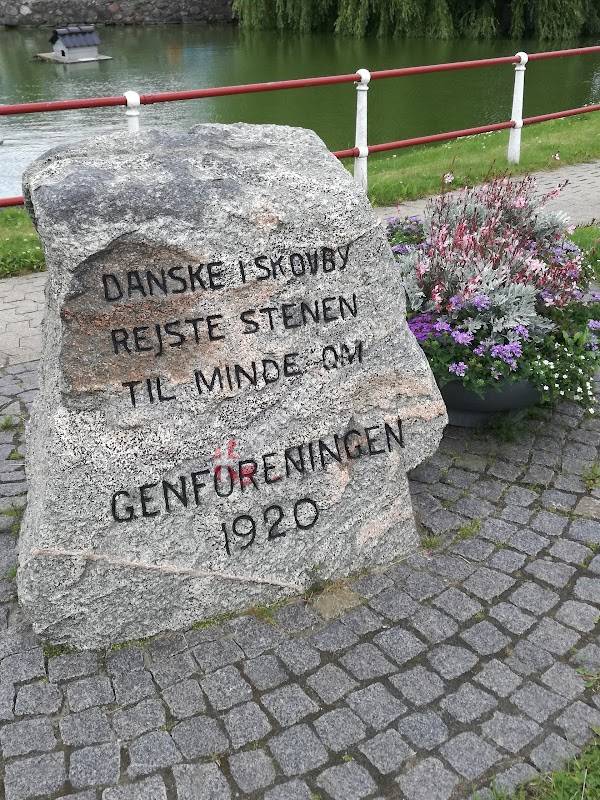 DANSKE I SKOVBY
REJSTE STENEN
TIL MINDE OM
GENFORENINGEN
1920